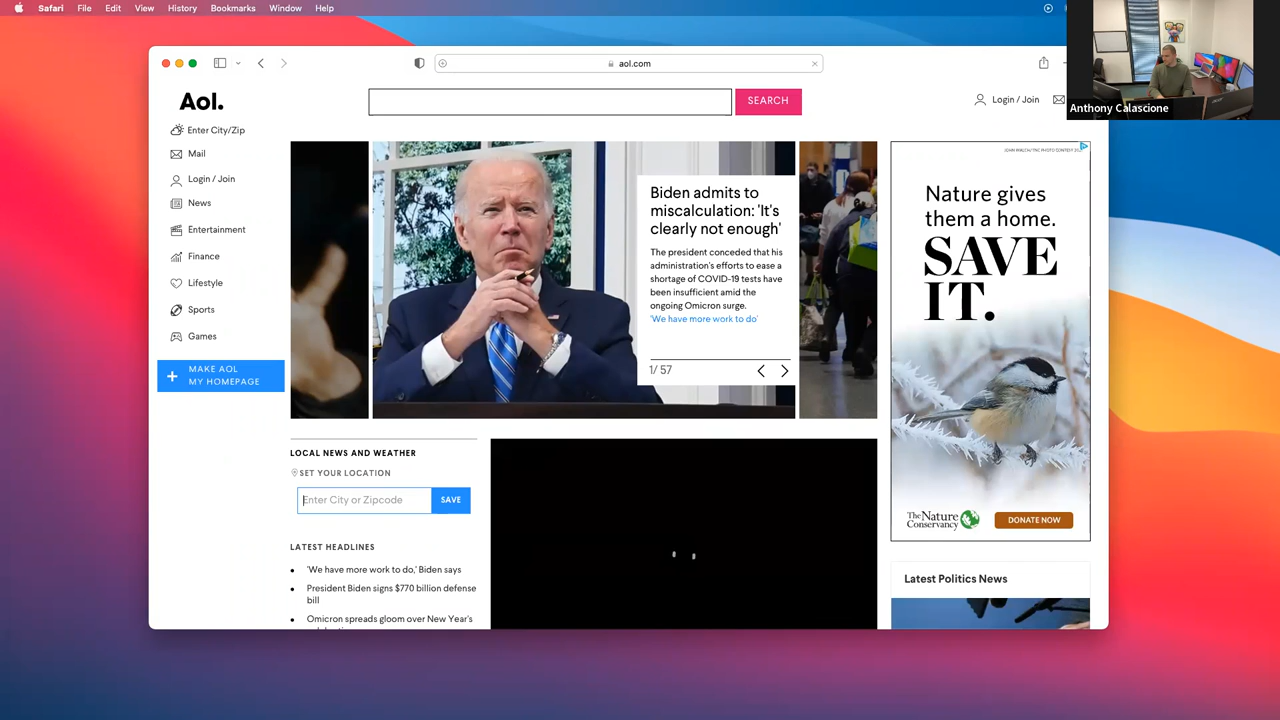 Safari File Edit View History Bookmarks Window Help
Anthony Calascione
aol.com
Aol.
SEARCH
Login / Join
Enter City/Zip
Mail
Login / Join
News
Entertainment
Finance
Lifestyle
Sports
Games
MAKE AOL
MY HOMEPAGE
Biden admits to
miscalculation: 'It's
clearly not enough'
The president conceded that his
administration's efforts to ease a
shortage of COVID-19 tests have
been insufficient amid the
ongoing Omicron surge.
'We have more work to do'
1/ 57
Nature gives
them a home.
SAVE
IT.
The Nature
Conservancy
DONATE NOW
LOCAL NEWS AND WEATHER
SET YOUR LOCATION
Enter City or Zipcode
SAVE
LATEST HEADLINES
'We have more work to do,' Biden says
President Biden signs $770 billion defense
bill
Omicron spreads gloom over New Year's
Latest Politics News